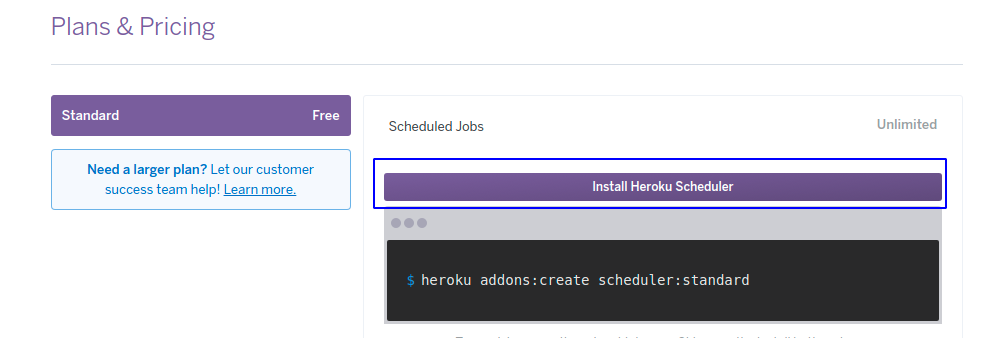 Plans & Pricing
Standard Free
Need a larger plan? Let our customer
success team help! Learn more.
Scheduled Jobs Unlimited
Install Heroku Scheduler
$ heroku addons:create scheduler:standard